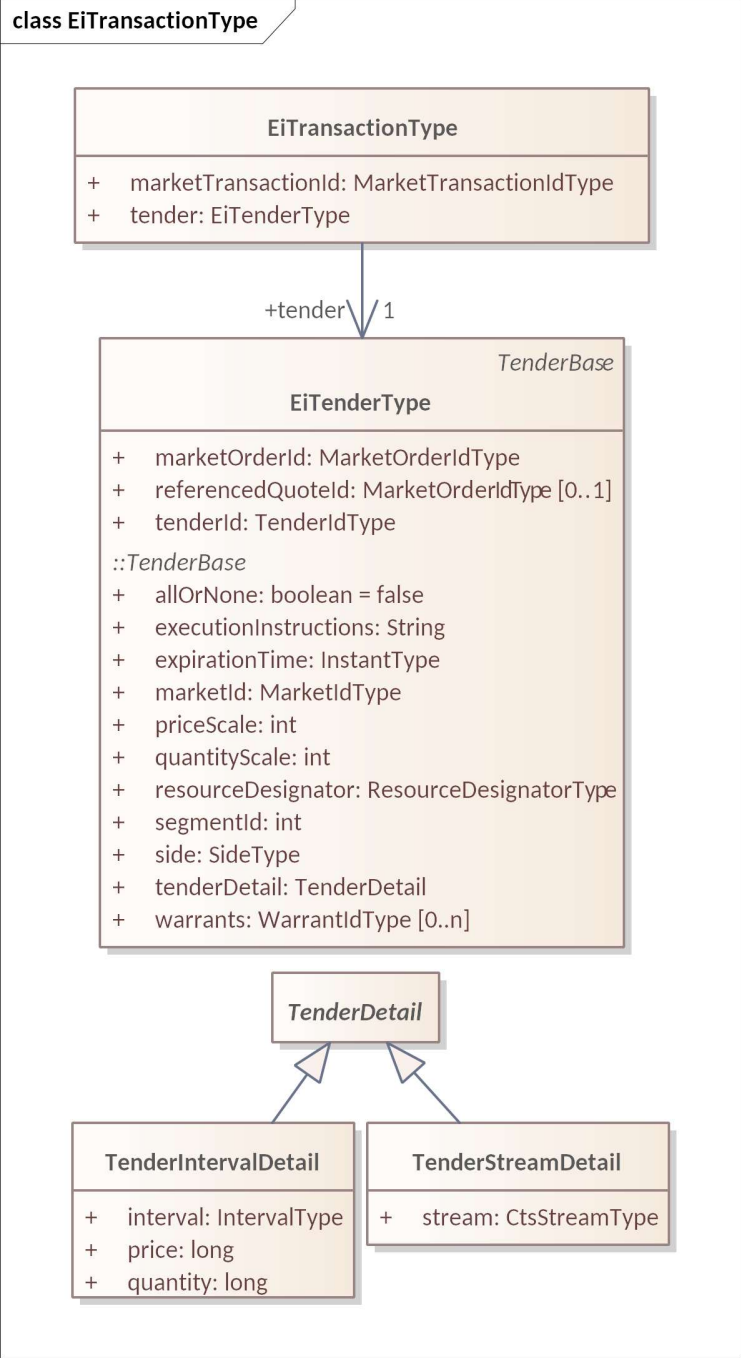 class EiTransactionType
EiTransactionType
+ marketTransactionId: MarketTransactionIdType
+ tender: EiTenderType
+tender 1
TenderBase
EiTenderType
+ marketOrderId: MarketOrderIdType
+ referencedQuoteId: MarketOrderIdType [0..1]
+ tenderId: TenderIdType
::TenderBase
+ allOrNone: boolean = false
+ executionInstructions: String
+ expirationTime: InstantType
+ marketId: MarketIdType
+ priceScale: int
+ quantityScale: int
+ resourceDesignator: ResourceDesignatorType
+ segmentId: int
+ side: SideType
+ tenderDetail: TenderDetail
+ warrants: WarrantIdType [0..n]
TenderDetail
TenderIntervalDetail
+ interval: IntervalType
+ price: long
+ quantity: long
TenderStreamDetail
+ stream: CtsStreamType